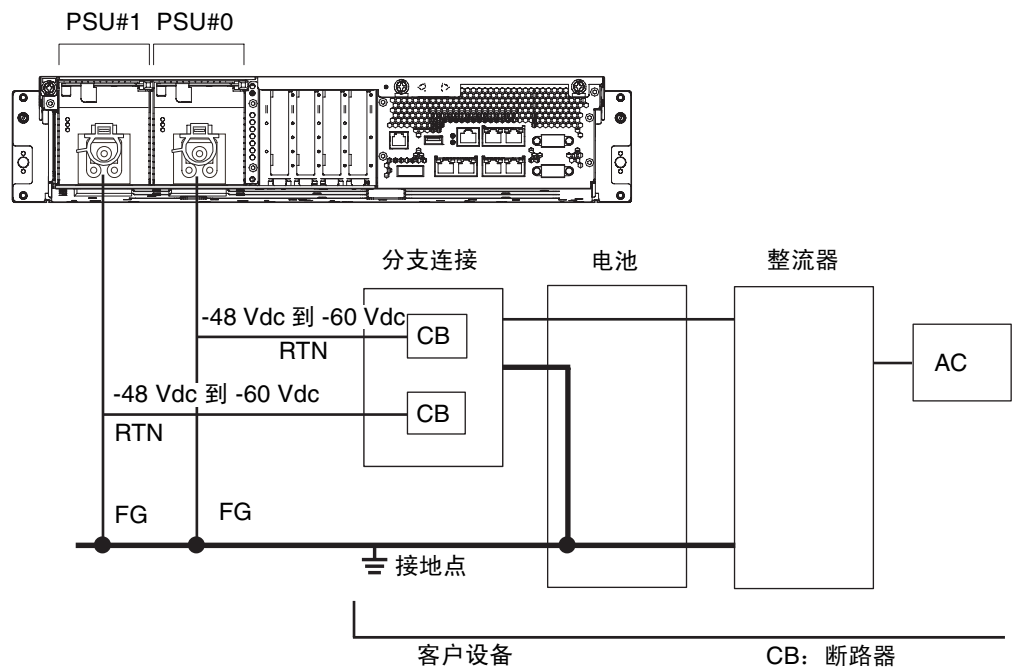 PSU#1 PSU#0
分支连接
电池
整流器
-48 Vdc 到 -60 Vdc
CB
RTN
AC
-48 Vdc 到 -60 Vdc
CB
RTN
FG
FG
接地点
客户设备
CB：断路器